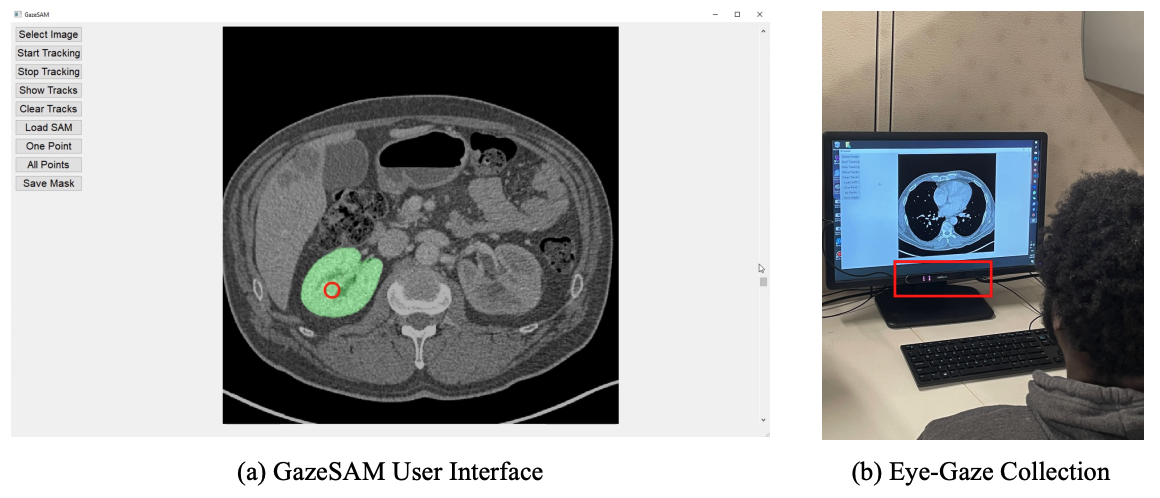 GazeSAM
Select Image
Start Tracking
Stop Tracking
Show Tracks
Clear Tracks
Load SAM
One Point
All Points
Save Mask
(a) GazeSAM User Interface
(b) Eye-Gaze Collection